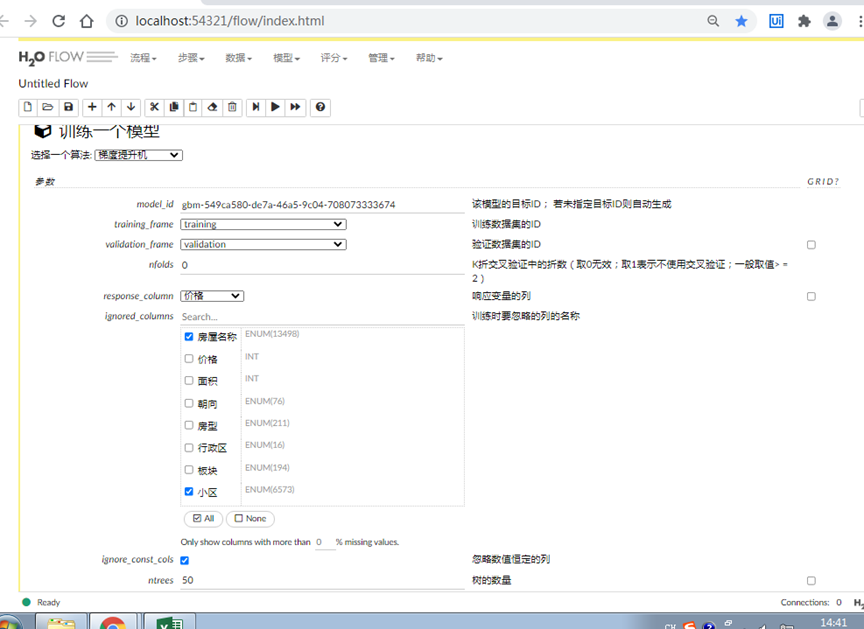 localhost:54321/flow/index.html
H2O FLOW 流程 步骤 数据 模型 评分 管理 帮助
Untitled Flow
训练一个模型
选择一个算法: 梯度提升机
参数 GRID?
model_id gbm-549ca580-de7a-46a5-9c04-708073333674 该模型的目标ID； 若未指定目标ID则自动生成
training_frame training 训练数据集的ID
validation_frame validation 验证数据集的ID
nfolds 0 K折交叉验证中的折数（取0无效；取1表示不使用交叉验证；一般取值> =
2）
response_column 价格 响应变量的列
ignored_columns Search... 训练时要忽略的列的名称
房屋名称 ENUM(13498)
价格 INT
面积 INT
朝向 ENUM(76)
房型 ENUM(211)
行政区 ENUM(16)
板块 ENUM(194)
小区 ENUM(6573)
All None
Only show columns with more than 0 % missing values.
ignore_const_cols 忽略数值恒定的列
ntrees 50 树的数量
Ready Connections: 0 H2
CH 14:41